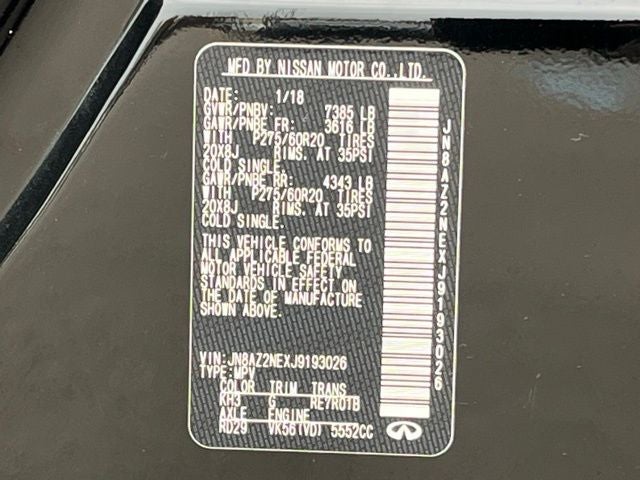 MFD BY NISSAN MOTOR CO.,LTD.
DATE: 1/18
GVWR/PNBV: 7385 LB
GAWR/PNBE FR: 3616 LB
WITH P275/60R20 TIRES
20X8J RIMS. AT 35PSI
COLD SINGLE.
GAWR/PNBE RR: 4343 LB
WITH P275/60R20 TIRES
20X8J RIMS. AT 35PSI
COLD SINGLE.
THIS VEHICLE CONFORMS TO
ALL APPLICABLE FEDERAL
MOTOR VEHICLE SAFETY
STANDARDS IN EFFECT ON
THE DATE OF MANUFACTURE
SHOWN ABOVE.
VIN:JN8AZ2NEXJ9193026
TYPE:MPV
COLOR TRIM TRANS
KH3 G RE7R01B
AXLE ENGINE
RD29 VK56(VD) 5552CC
JN8AZ2NEXJ9193026